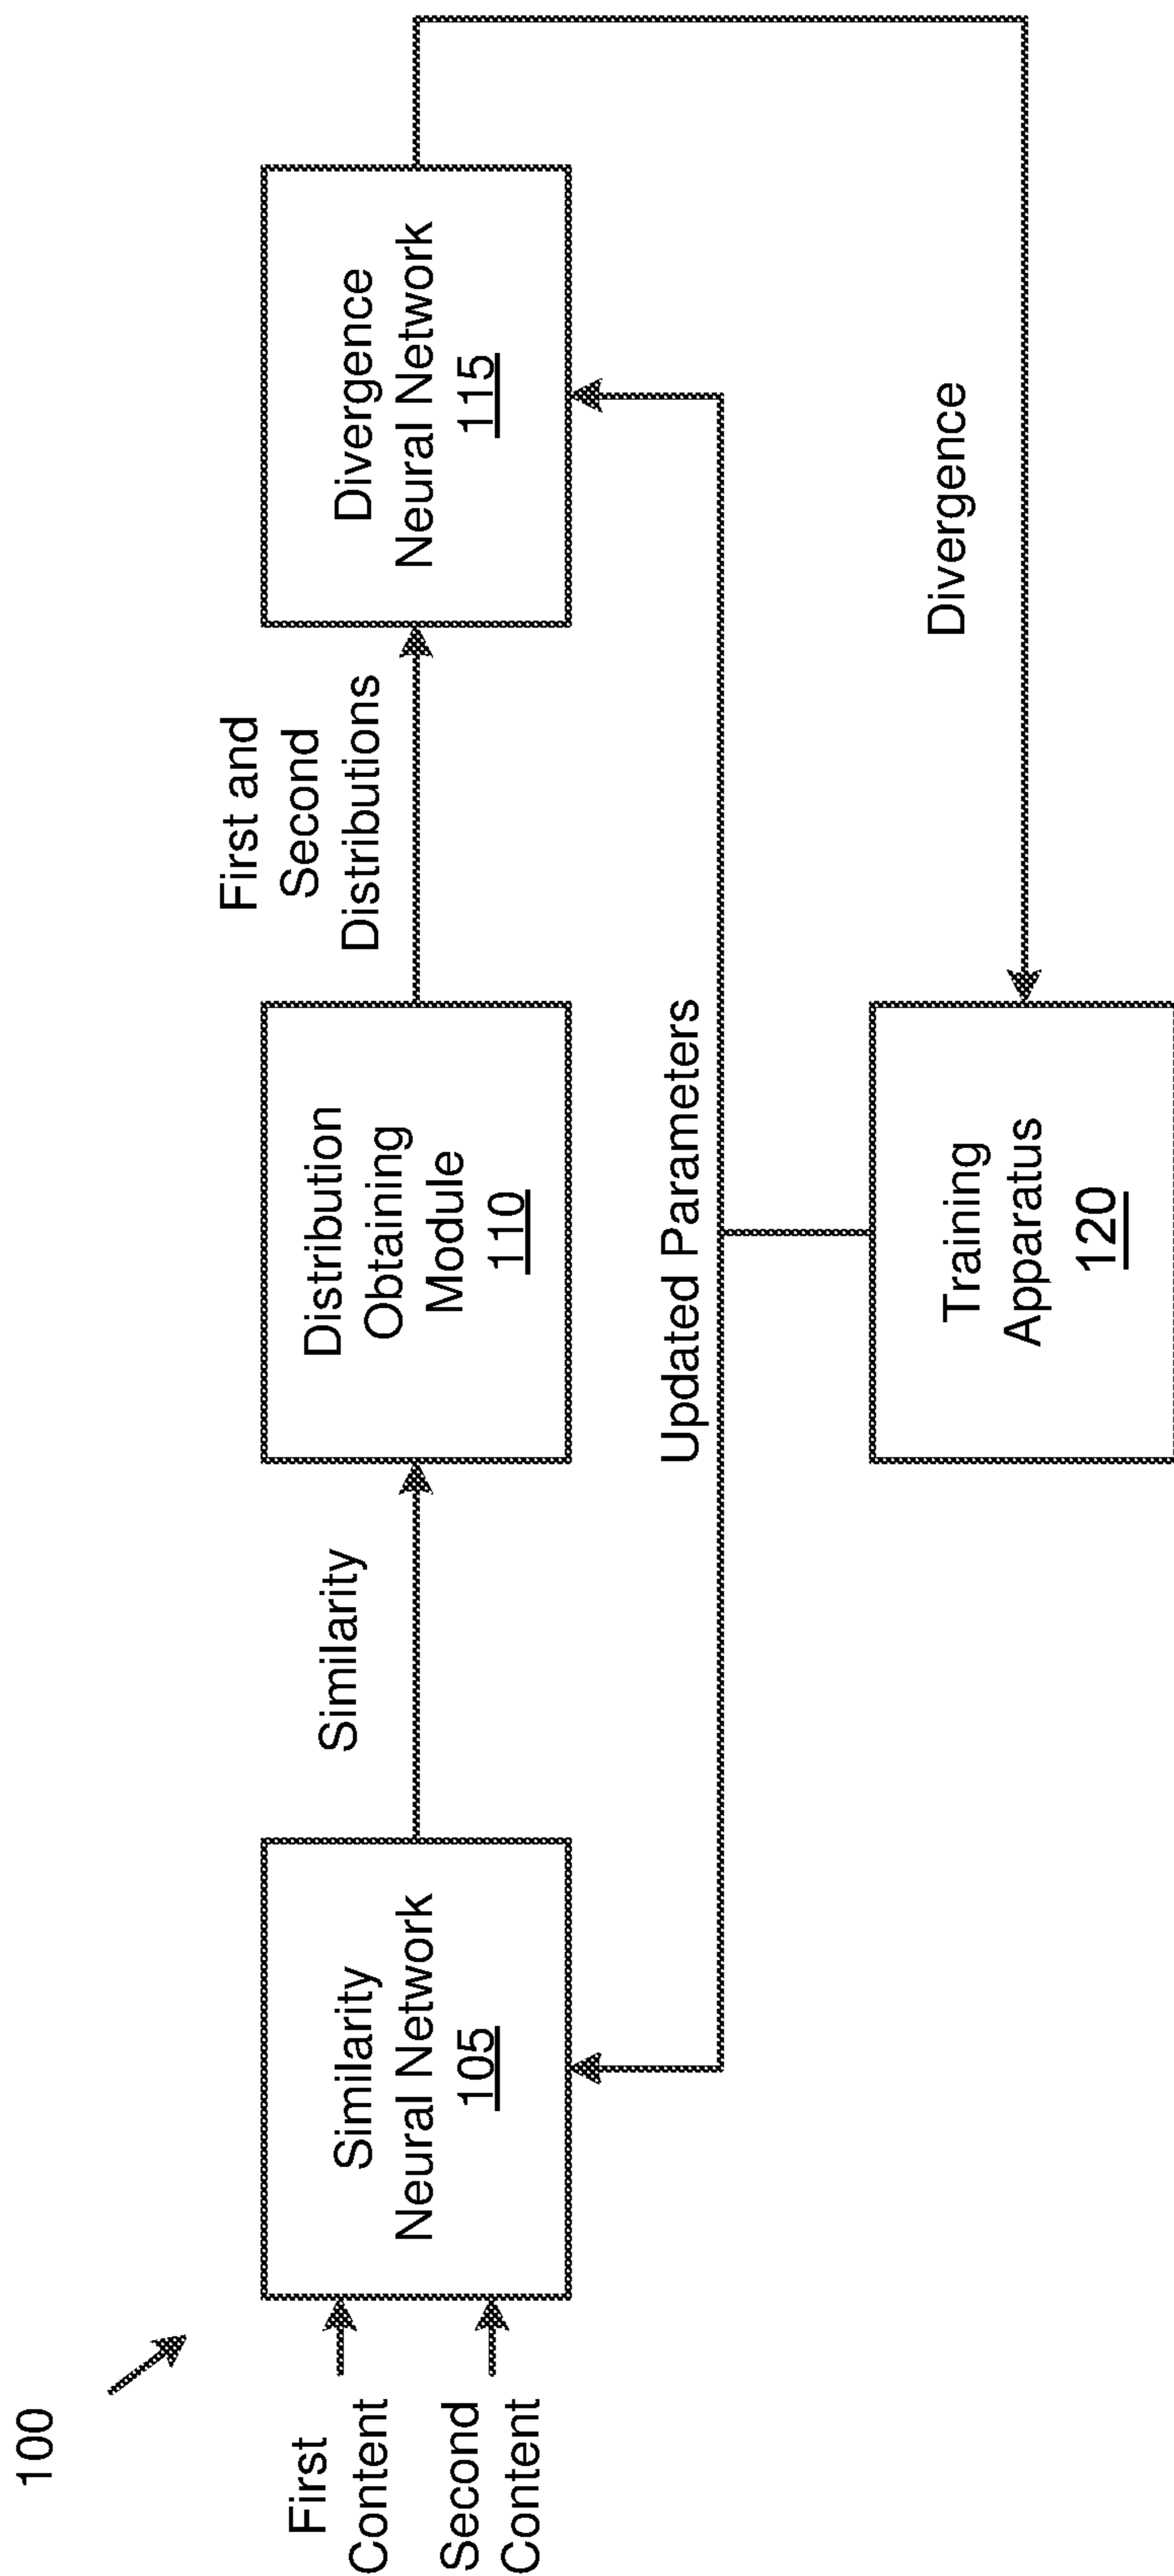 100
First
Content
Second
Content
Similarity
Neural Network
105
Similarity
Distribution
Obtaining
Module
110
First and
Second
Distributions
Divergence
Neural Network
115
Updated Parameters
Training
Apparatus
120
Divergence